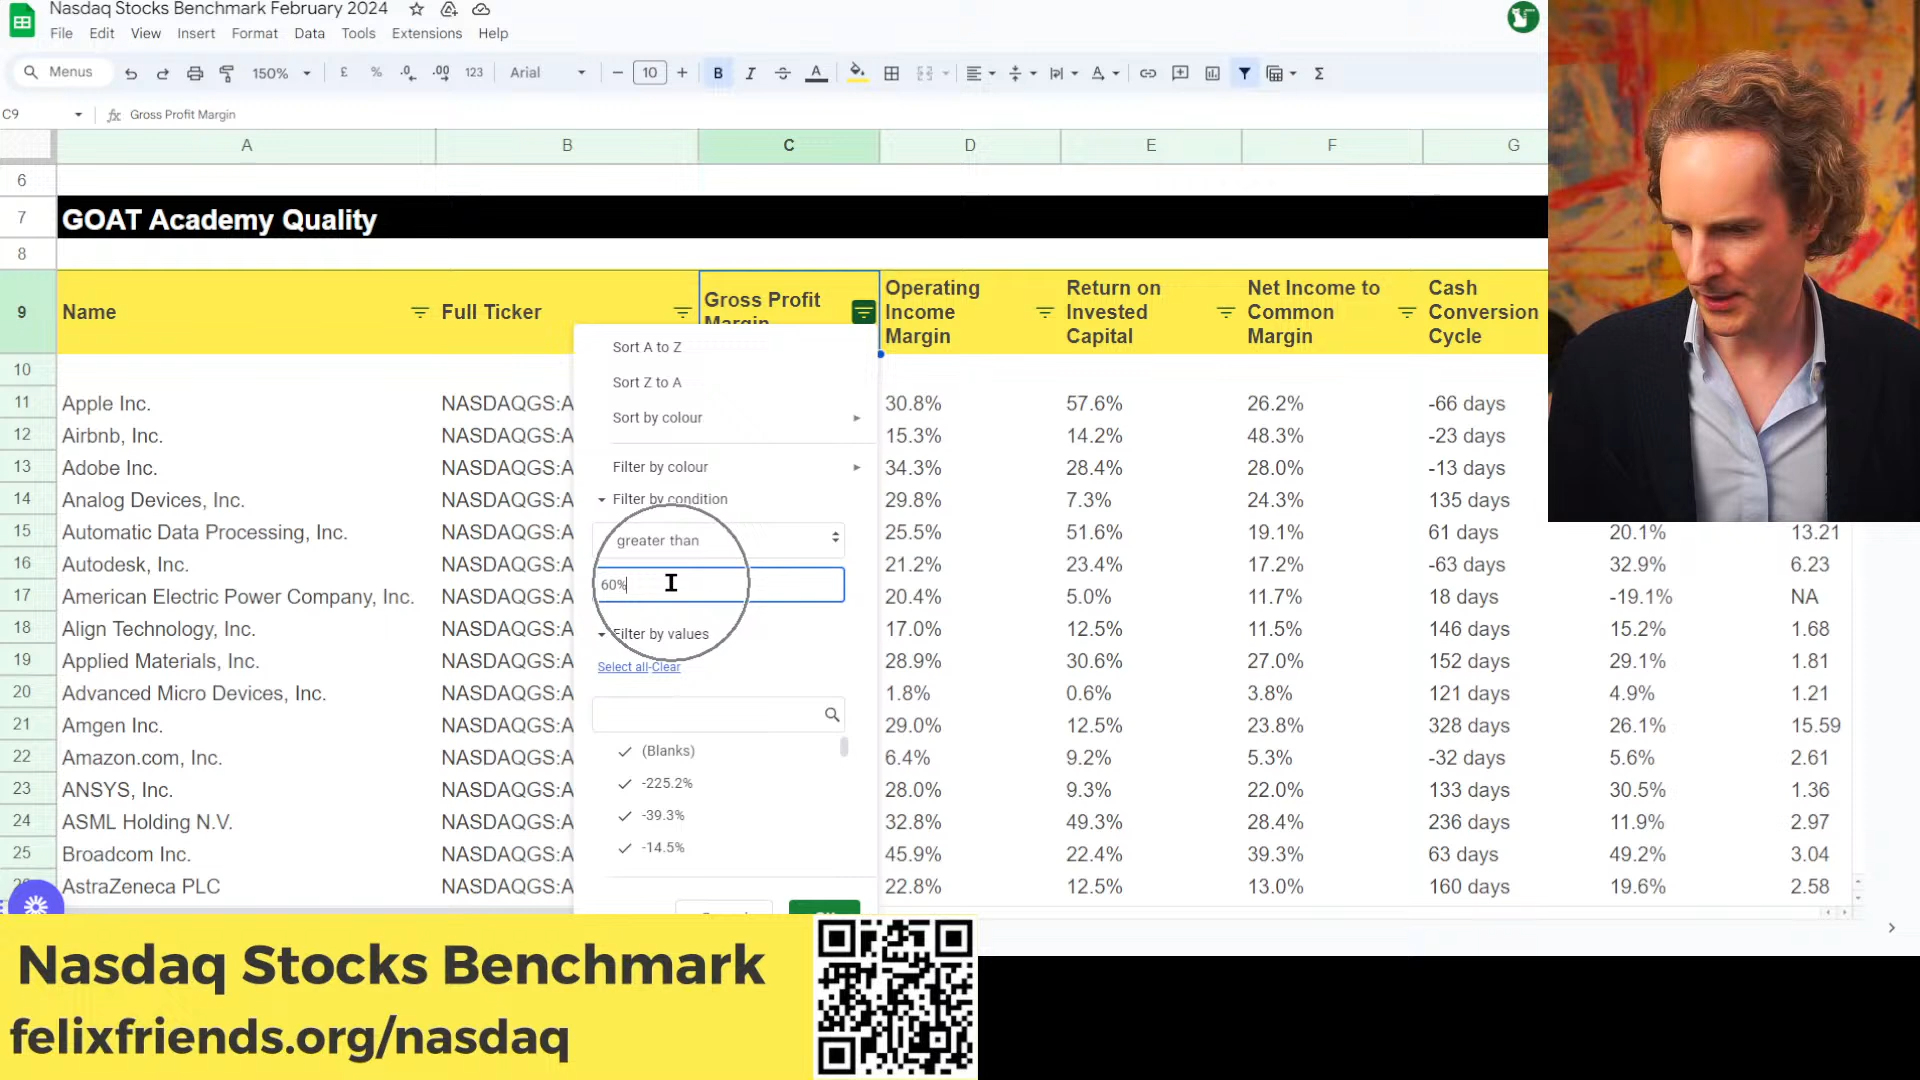 Nasdaq Stocks Benchmark February 2024
File Edit View Insert Format Data Tools Extensions Help
Menus 150% £ % .0 .00 123 Arial 10 B I A Σ
C9 fx Gross Profit Margin
A B C D E F G
6
7 GOAT Academy Quality
8
9 Name Full Ticker Gross Profit Margin Operating Income Margin Return on Invested Capital Net Income to Common Margin Cash Conversion Cycle
10
11 Apple Inc. NASDAQGS:A 30.8% 57.6% 26.2% -66 days
12 Airbnb, Inc. NASDAQGS:A 15.3% 14.2% 48.3% -23 days
13 Adobe Inc. NASDAQGS:A 34.3% 28.4% 28.0% -13 days
14 Analog Devices, Inc. NASDAQGS:A 29.8% 7.3% 24.3% 135 days
15 Automatic Data Processing, Inc. NASDAQGS:A 25.5% 51.6% 19.1% 61 days 20.1% 13.21
16 Autodesk, Inc. NASDAQGS:A 21.2% 23.4% 17.2% -63 days 32.9% 6.23
17 American Electric Power Company, Inc. NASDAQGS:A 20.4% 5.0% 11.7% 18 days -19.1% NA
18 Align Technology, Inc. NASDAQGS:A 17.0% 12.5% 11.5% 146 days 15.2% 1.68
19 Applied Materials, Inc. NASDAQGS:A 28.9% 30.6% 27.0% 152 days 29.1% 1.81
20 Advanced Micro Devices, Inc. NASDAQGS:A 1.8% 0.6% 3.8% 121 days 4.9% 1.21
21 Amgen Inc. NASDAQGS:A 29.0% 12.5% 23.8% 328 days 26.1% 15.59
22 Amazon.com, Inc. NASDAQGS:A 6.4% 9.2% 5.3% -32 days 5.6% 2.61
23 ANSYS, Inc. NASDAQGS:A 28.0% 9.3% 22.0% 133 days 30.5% 1.36
24 ASML Holding N.V. NASDAQGS:A 32.8% 49.3% 28.4% 236 days 11.9% 2.97
25 Broadcom Inc. NASDAQGS:A 45.9% 22.4% 39.3% 63 days 49.2% 3.04
AstraZeneca PLC NASDAQGS:A 22.8% 12.5% 13.0% 160 days 19.6% 2.58
Sort A to Z
Sort Z to A
Sort by colour
Filter by colour
Filter by condition
greater than
60%
Filter by values
Select all-Clear
(Blanks)
-225.2%
-39.3%
-14.5%
Nasdaq Stocks Benchmark
felixfriends.org/nasdaq